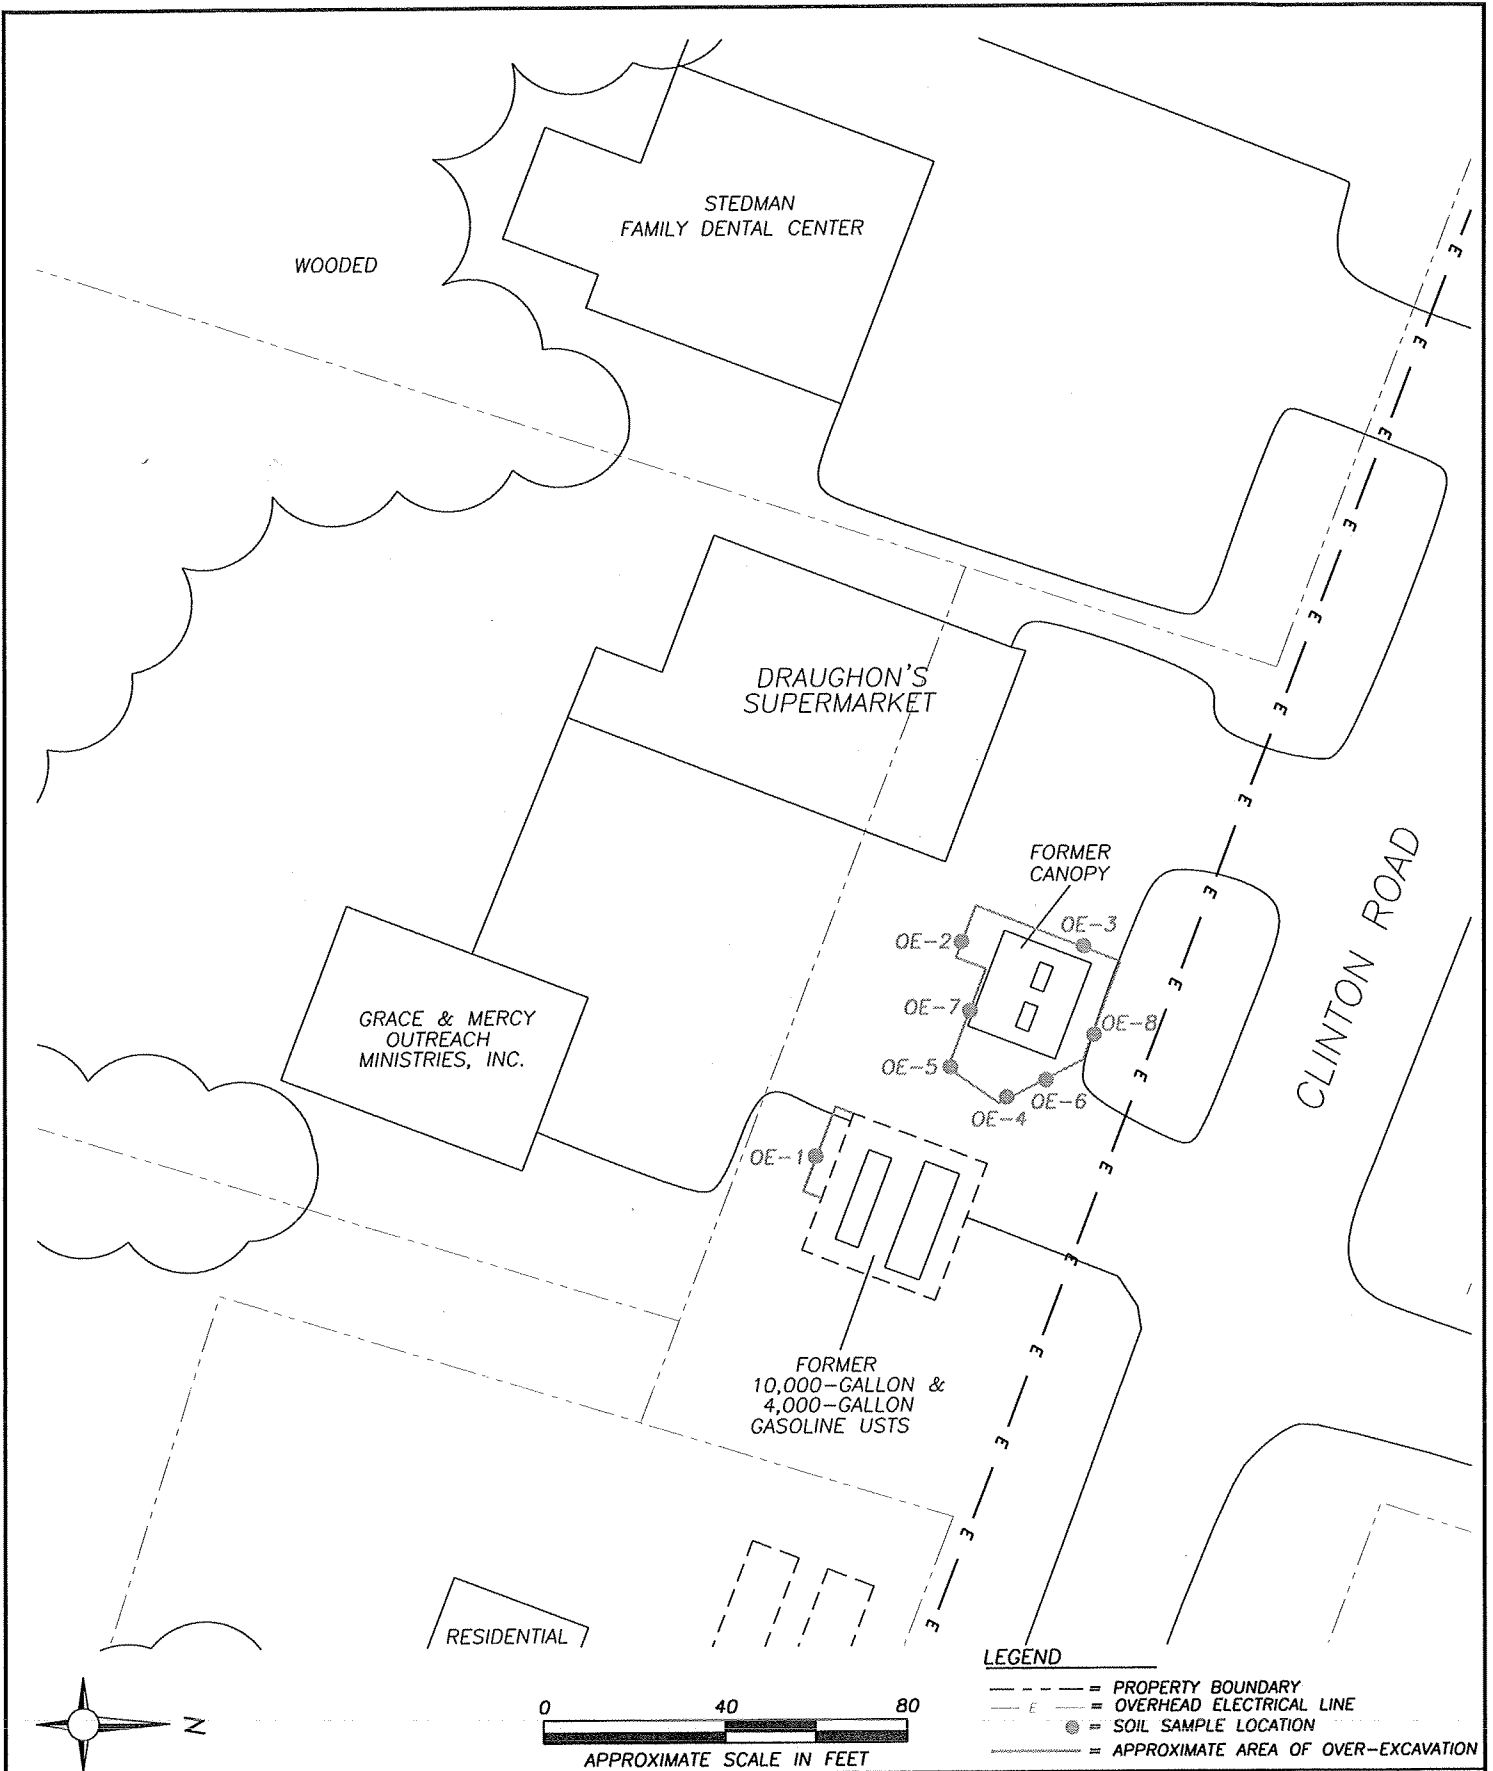 STEDMAN
FAMILY DENTAL CENTER
WOODED
E
E
E
E
E
DRAUGHON'S
SUPERMARKET
E
E
FORMER
CANOPY
CLINTON ROAD
E
OE-2
OE-3
E
OE-7
OE-8
GRACE & MERCY
OUTREACH
MINISTRIES, INC.
OE-5
E
OE-6
OE-4
OE-1
E
E
FORMER
10,000-GALLON &
4,000-GALLON
GASOLINE USTS
E
E
E
E
RESIDENTIAL
LEGEND
= PROPERTY BOUNDARY
E = OVERHEAD ELECTRICAL LINE
= SOIL SAMPLE LOCATION
= APPROXIMATE AREA OF OVER-EXCAVATION
N
0 40 80
APPROXIMATE SCALE IN FEET